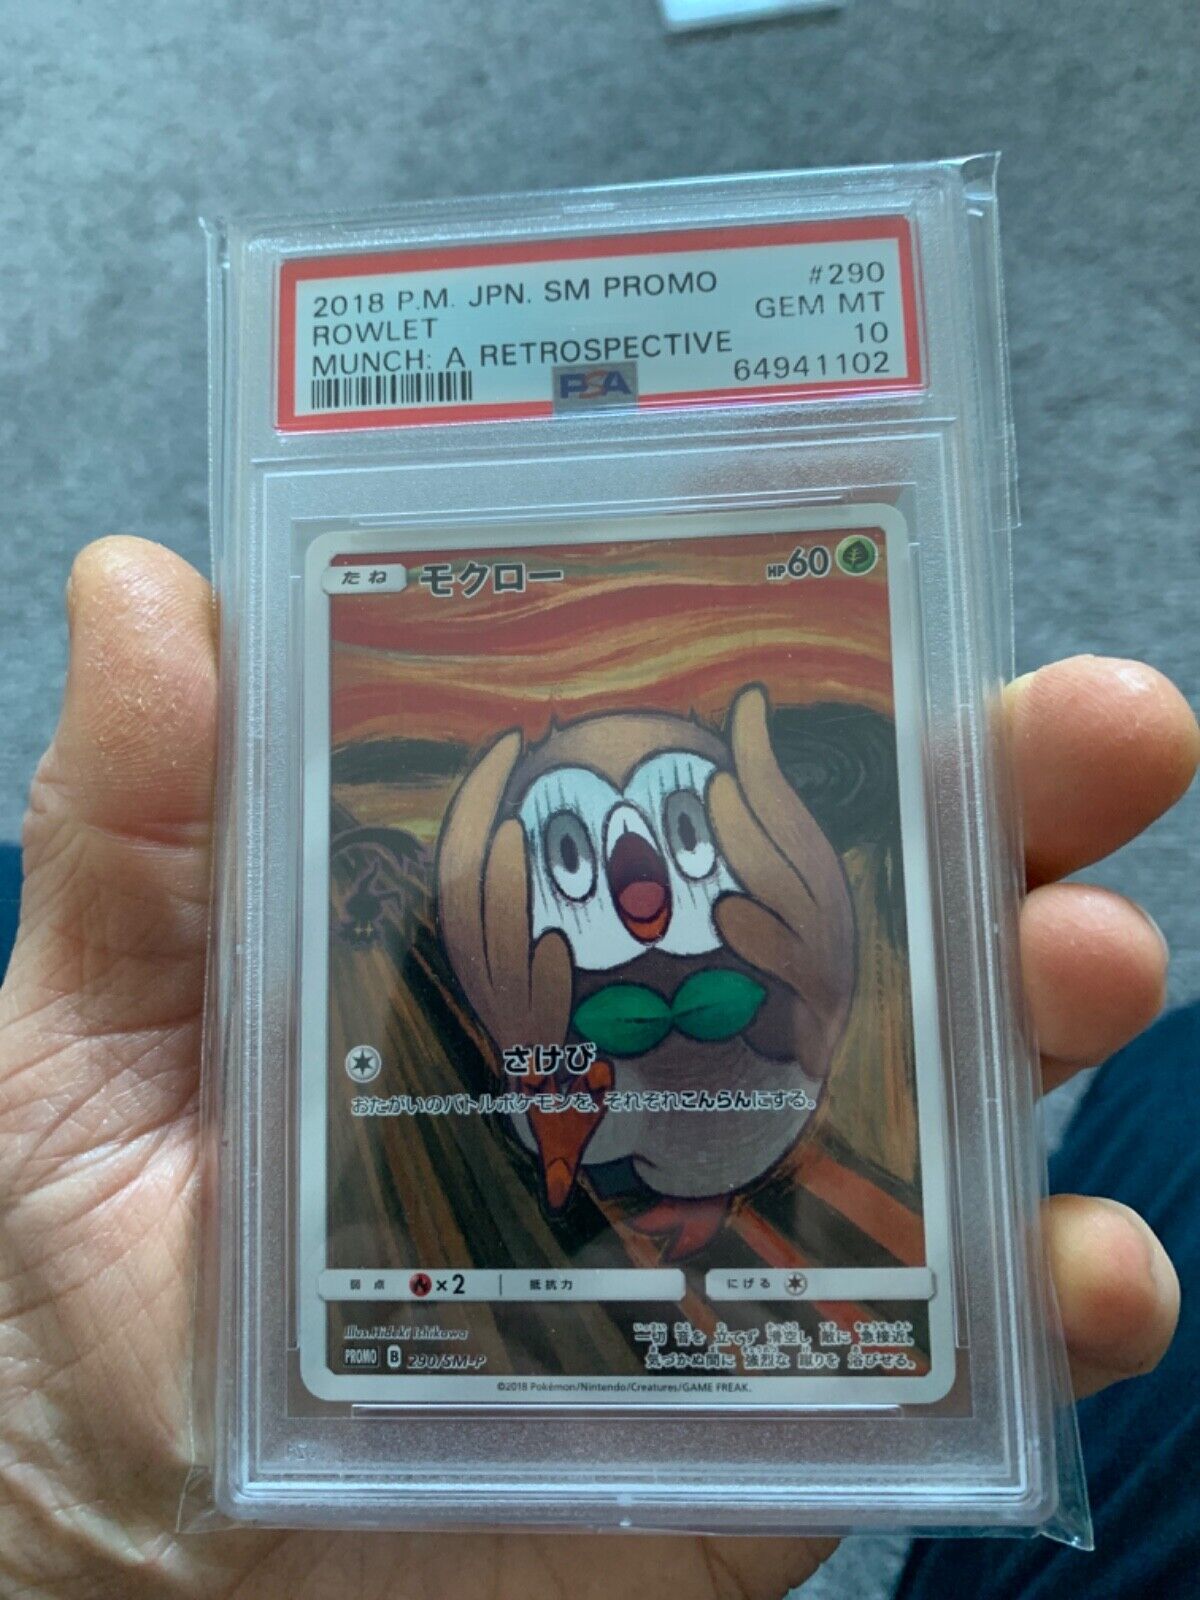 2018 P.M. JPN. SM PROMO #290
ROWLET GEM MT
MUNCH: A RETROSPECTIVE 10
PSA 64941102
たね モクロー HP60
さけび
おたがいのバトルポケモンを、それぞれこんらんにする。
弱点 ×2 抵抗力 にげる
illus.Hideki Ishikawa
一切 音を 立てず 滑空し 敵に 急接近。
気づかぬ間に 強烈な 蹴りを 浴びせる。
PROMO B 290/SM-P
©2018 Pokémon/Nintendo/Creatures/GAME FREAK.